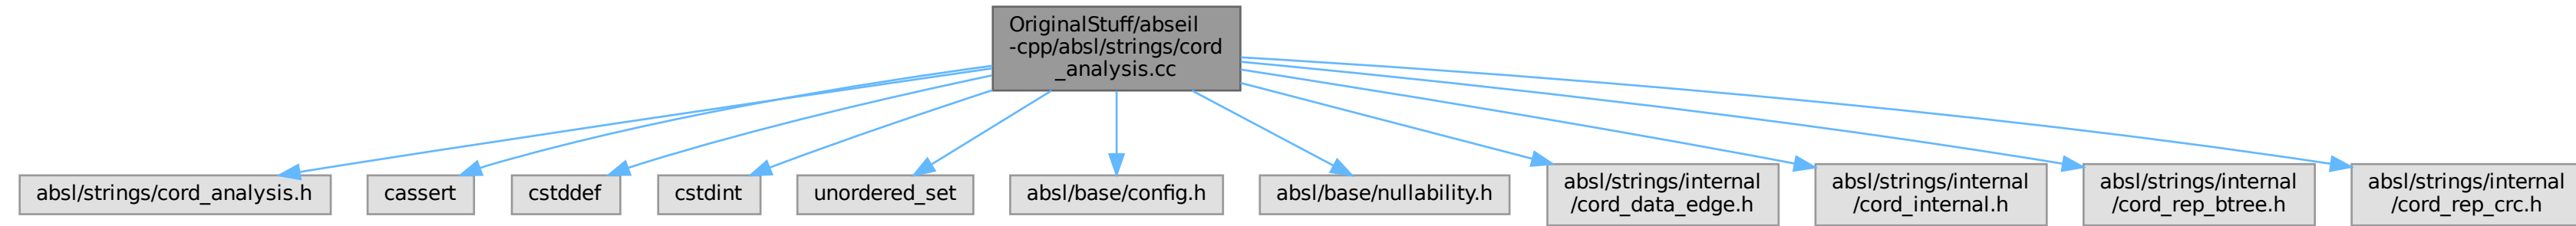 OriginalStuff/abseil
-cpp/absl/strings/cord
_analysis.cc
absl/strings/cord_analysis.h
cassert
cstddef
cstdint
unordered_set
absl/base/config.h
absl/base/nullability.h
absl/strings/internal
/cord_data_edge.h
absl/strings/internal
/cord_internal.h
absl/strings/internal
/cord_rep_btree.h
absl/strings/internal
/cord_rep_crc.h